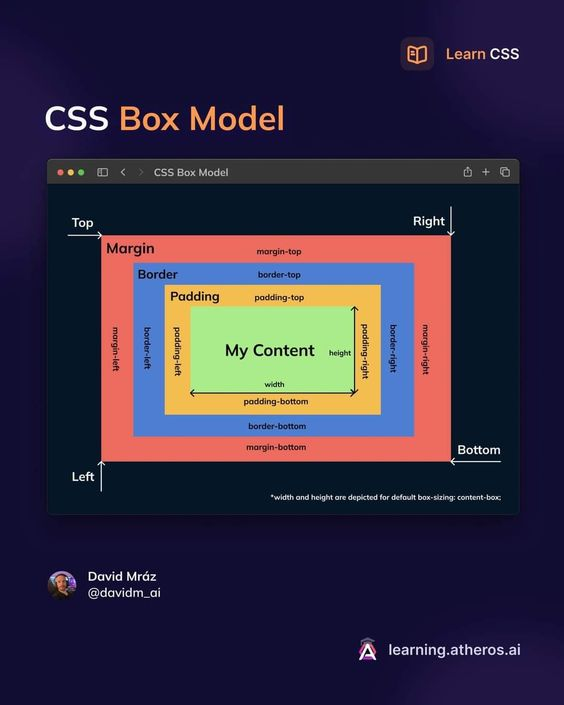 Learn CSS
CSS Box Model
CSS Box Model
Top
Right
Margin
margin-top
Border
border-top
Padding
padding-top
margin-left
border-left
padding-left
My Content
height
padding-right
border-right
margin-right
width
padding-bottom
border-bottom
margin-bottom
Bottom
Left
*width and height are depicted for default box-sizing: content-box;
David Mráz
@davidm_ai
learning.atheros.ai